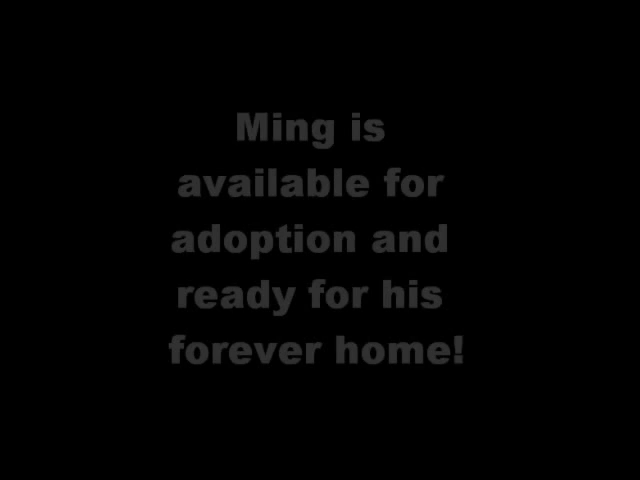 Ming is
available for
adoption and
ready for his
forever home!